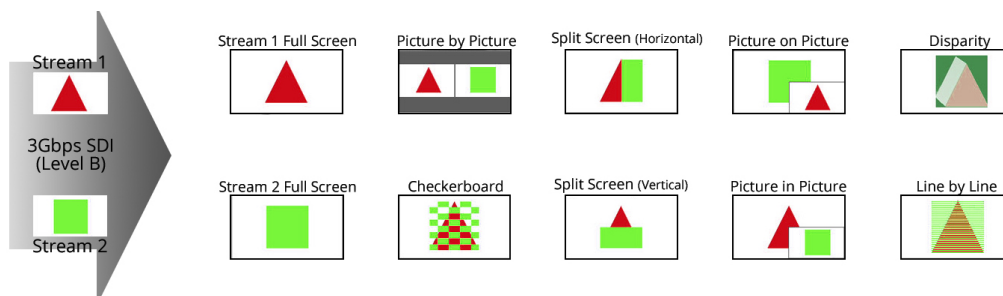 Stream 1
3Gbps SDI
(Level B)
Stream 2
Stream 1 Full Screen
Picture by Picture
Split Screen (Horizontal)
Picture on Picture
Disparity
Stream 2 Full Screen
Checkerboard
Split Screen (Vertical)
Picture in Picture
Line by Line